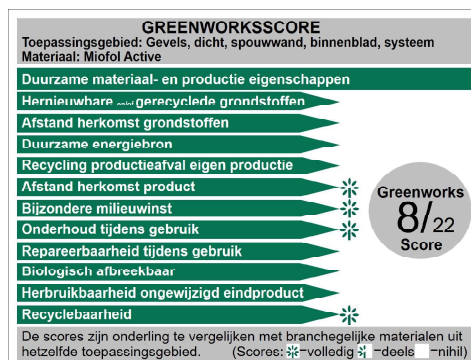 GREENWORKSSCORE
Toepassingsgebied: Gevels, dicht, spouwwand, binnenblad, systeem
Materiaal: Miofol Active
Duurzame materiaal- en productie eigenschappen
Hernieuwbare en/of gerecyclede grondstoffen
Afstand herkomst grondstoffen
Duurzame energiebron
Recycling productieafval eigen productie
Afstand herkomst product
Bijzondere milieuwinst
Onderhoud tijdens gebruik
Repareerbaarheid tijdens gebruik
Biologisch afbreekbaar
Herbruikbaarheid ongewijzigd eindproduct
Recyclebaarheid
Greenworks
8/22
Score
De scores zijn onderling te vergelijken met branchegelijke materialen uit
hetzelfde toepassingsgebied. (Scores: =volledig =deels =nihil)